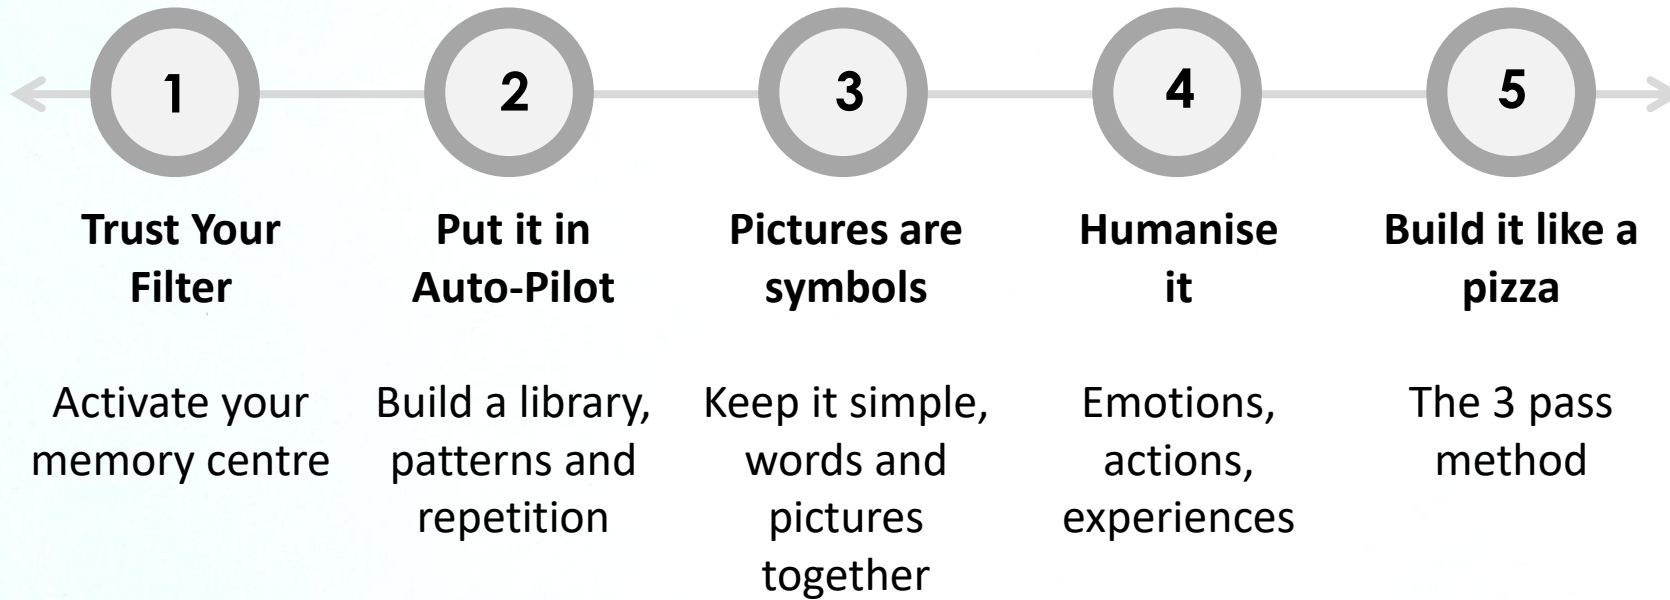 1
2
3
4
5
Trust Your
Filter
Put it in
Auto-Pilot
Pictures are
symbols
Humanise
it
Build it like a
pizza
Activate your
memory centre
Build a library,
patterns and
repetition
Keep it simple,
words and
pictures
together
Emotions,
actions,
experiences
The 3 pass
method